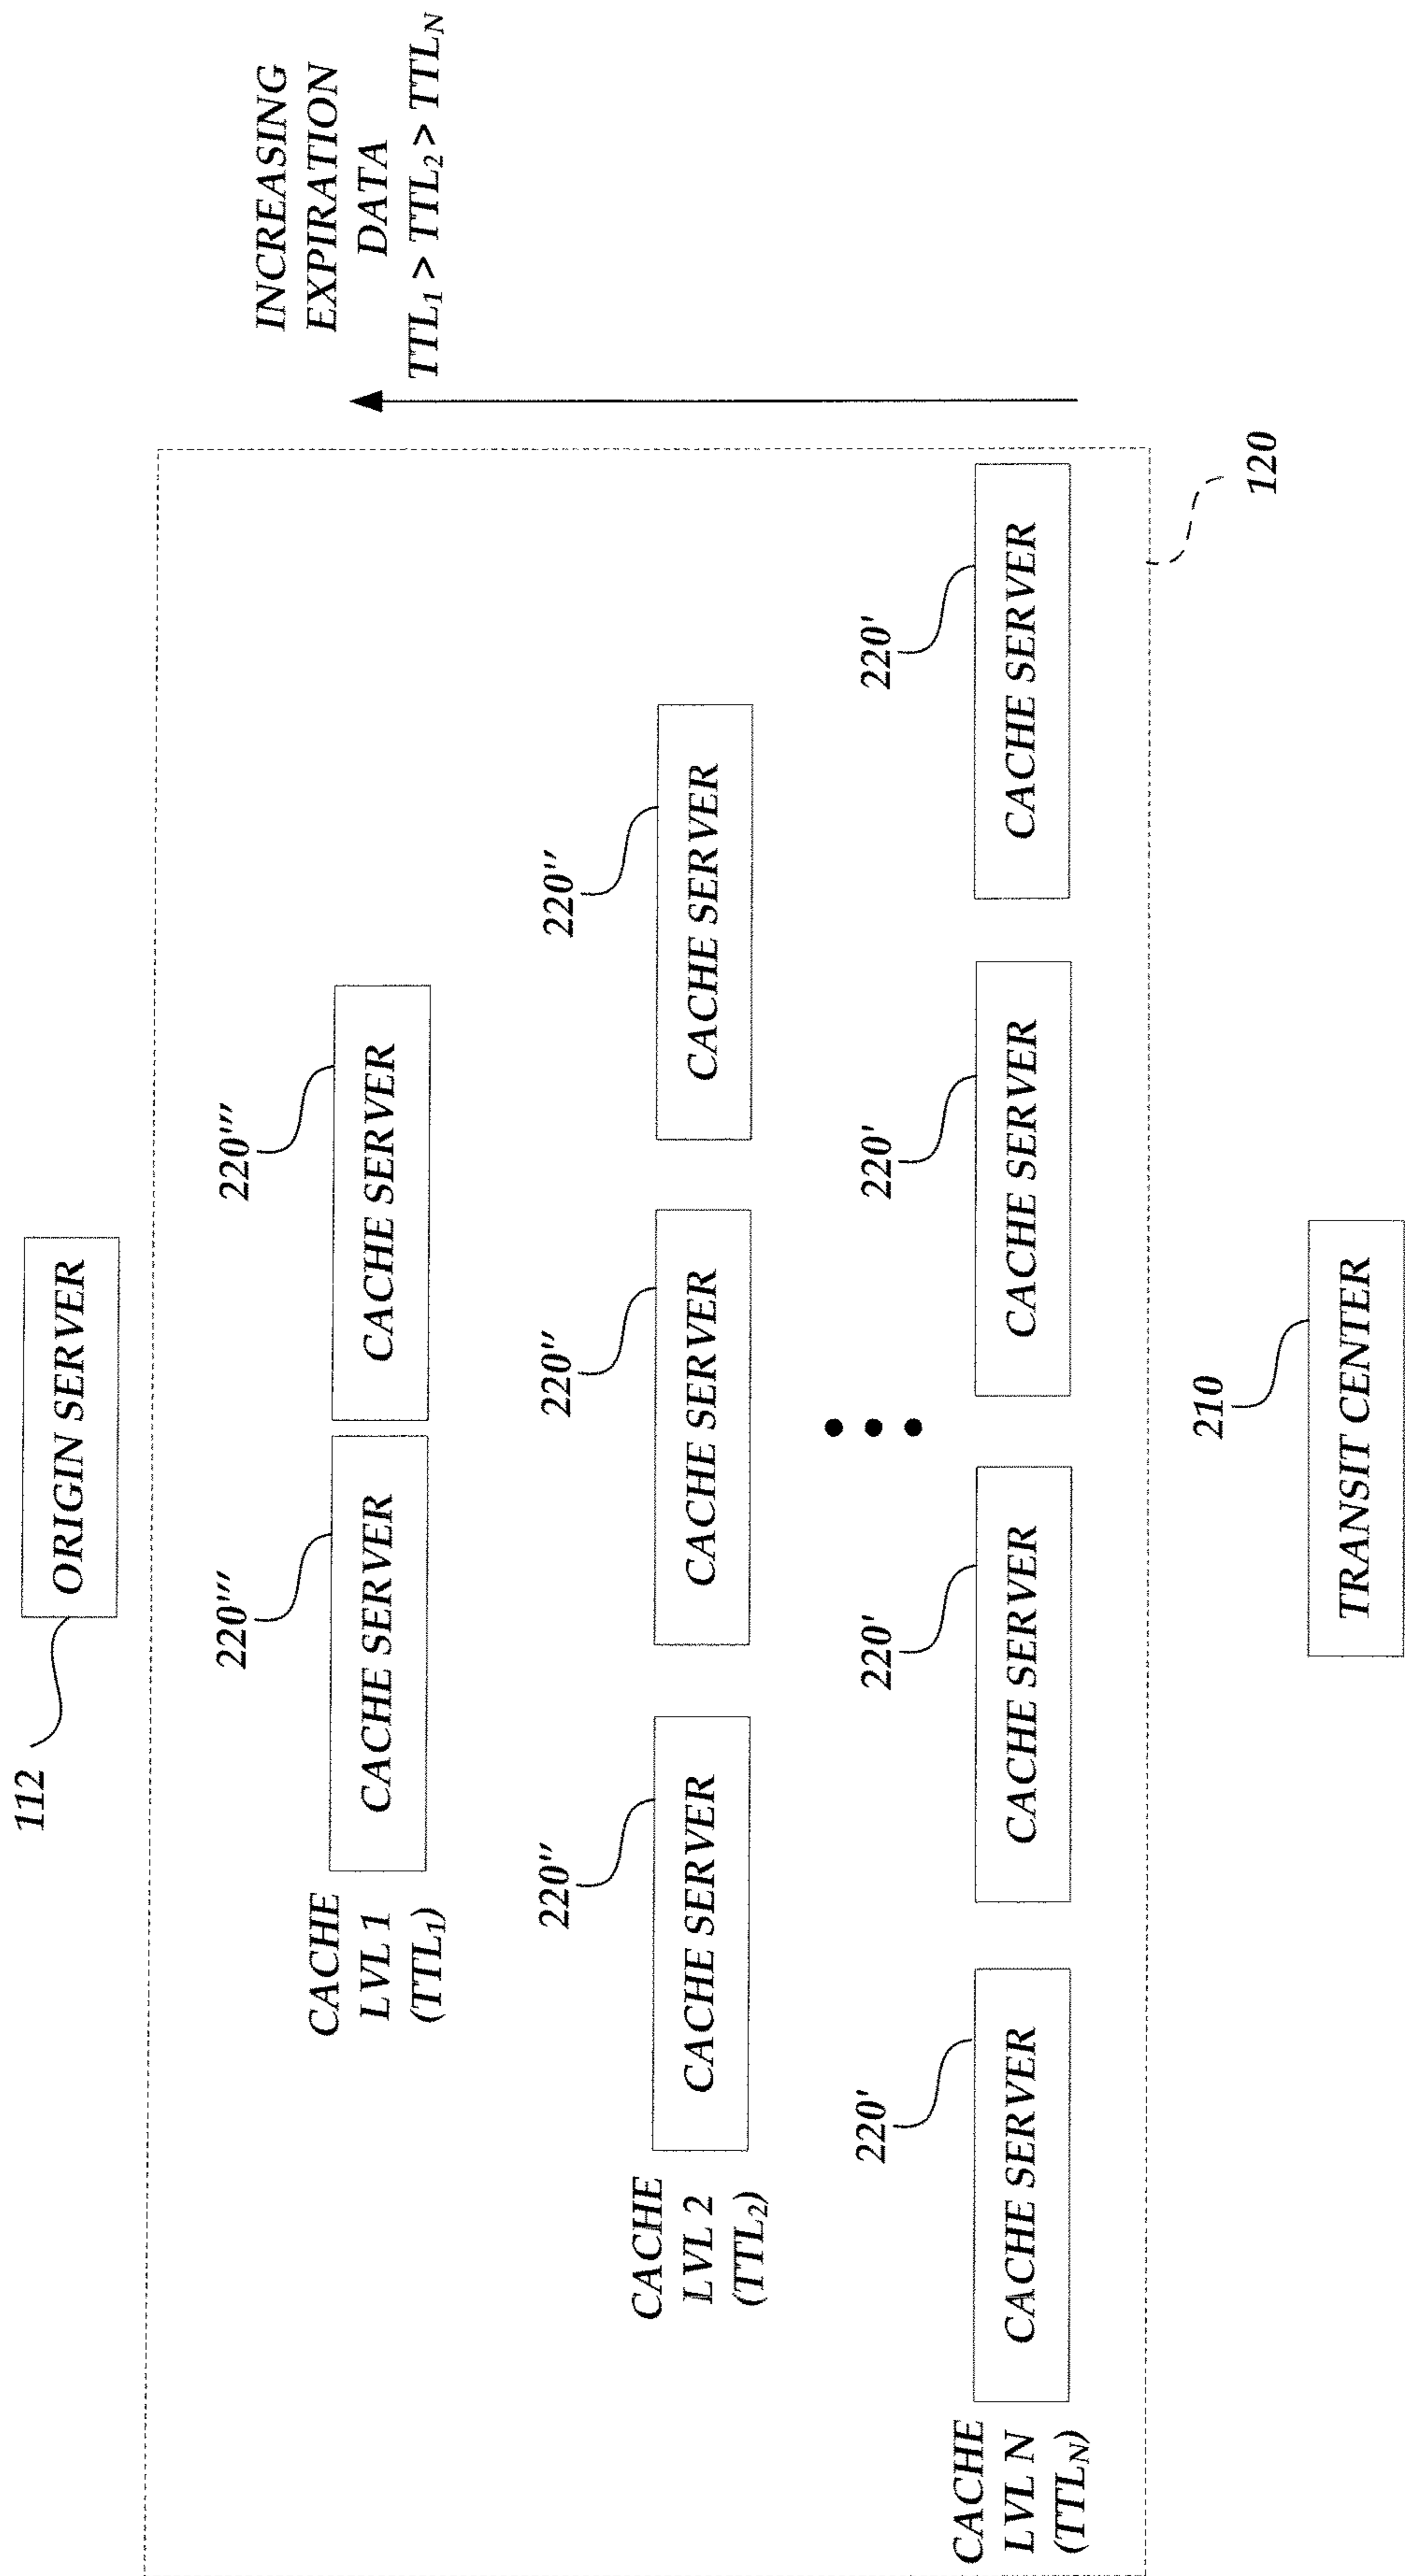 112
ORIGIN SERVER
INCREASING
EXPIRATION
DATA
TTL1 > TTL2 > TTLN
220'''
220'''
CACHE
LVL 1
(TTL1)
CACHE SERVER
CACHE SERVER
220''
220''
220''
CACHE
LVL 2
(TTL2)
CACHE SERVER
CACHE SERVER
CACHE SERVER
220'
220'
220'
220'
CACHE
LVL N
(TTLN)
CACHE SERVER
CACHE SERVER
CACHE SERVER
CACHE SERVER
120
210
TRANSIT CENTER